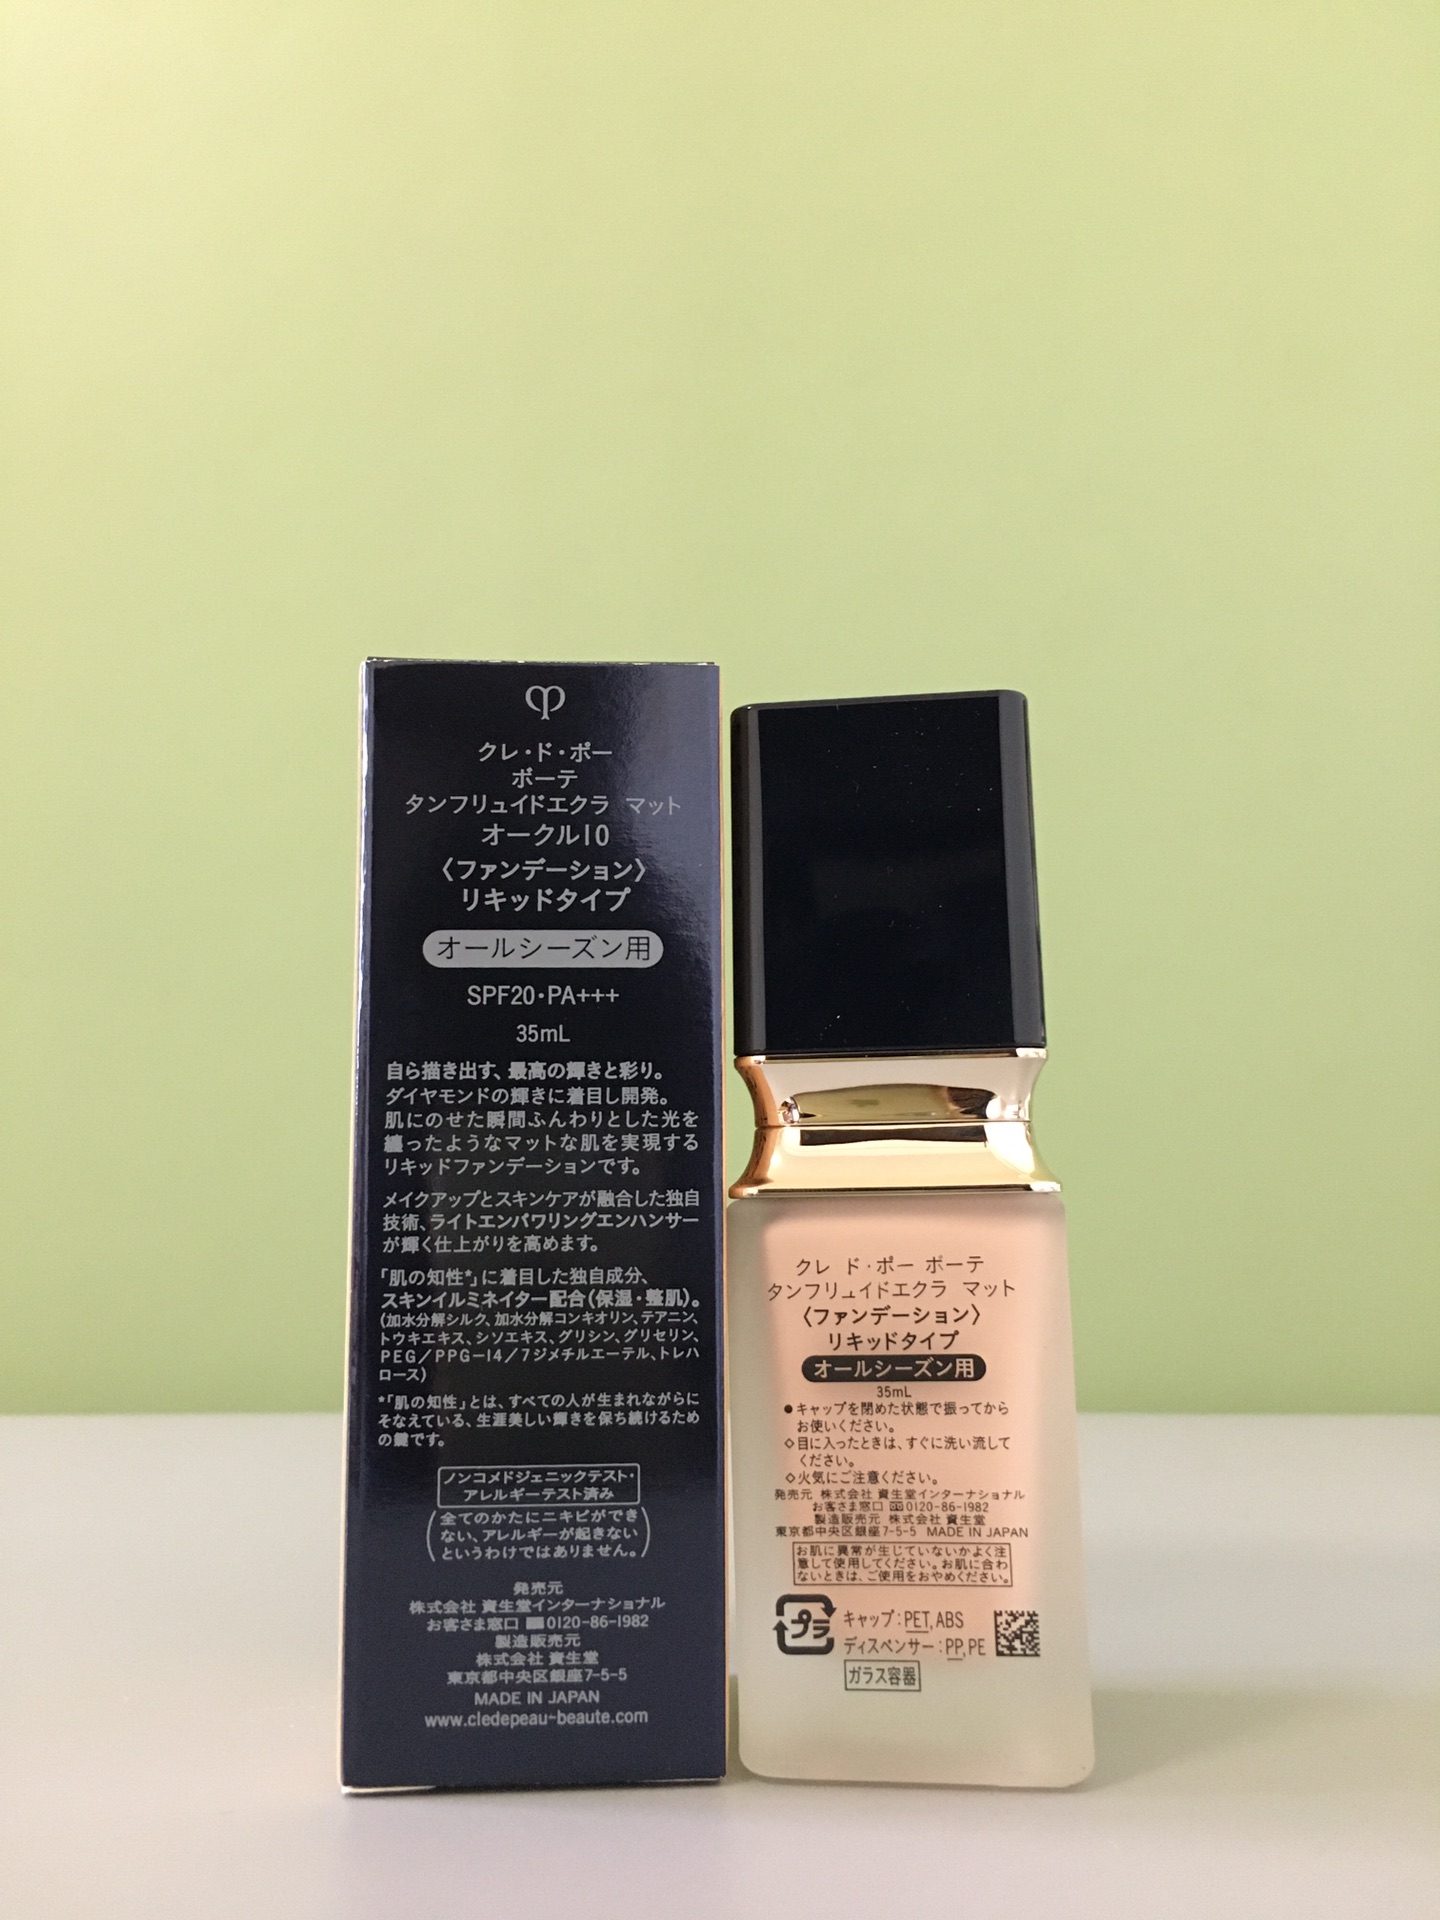 クレ・ド・ポー
ボーテ
タンフリュイドエクラ マット
オークル10
〈ファンデーション〉
リキッドタイプ
オールシーズン用
SPF20・PA+++
35mL
自ら描き出す、最高の輝きと彩り。
ダイヤモンドの輝きに着目し開発。
肌にのせた瞬間ふんわりとした光を
纏ったようなマットな肌を実現する
リキッドファンデーションです。
メイクアップとスキンケアが融合した独自
技術、ライトエンパワリングエンハンサー
が輝く仕上がりを高めます。
「肌の知性*」に着目した独自成分、
スキンイルミネイター配合(保湿・整肌)。
(加水分解シルク、加水分解コンキオリン、テアニン、
トウキエキス、シソエキス、グリシン、グリセリン、
PEG/PPG-14/7ジメチルエーテル、トレハ
ロース)
*「肌の知性」とは、すべての人が生まれながらに
そなえている、生涯美しい輝きを保ち続けるため
の鍵です。
ノンコメドジェニックテスト・
アレルギーテスト済み
(全てのかたにニキビができ
ない、アレルギーが起きない
というわけではありません。)
発売元
株式会社 資生堂インターナショナル
お客さま窓口 0120-86-1982
製造販売元
株式会社 資生堂
東京都中央区銀座7-5-5
MADE IN JAPAN
www.cledepeau-beaute.com
クレ ド・ポー ボーテ
タンフリュイドエクラ マット
〈ファンデーション〉
リキッドタイプ
オールシーズン用
35mL
●キャップを閉めた状態で振ってから
お使いください。
◇目に入ったときは、すぐに洗い流して
ください。
◇火気にご注意ください。
発売元 株式会社 資生堂インターナショナル
お客さま窓口 0120-86-1982
製造販売元 株式会社 資生堂
東京都中央区銀座7-5-5 MADE IN JAPAN
お肌に異常が生じていないかよく注
意して使用してください。お肌に合わ
ないときは、ご使用をおやめください。
プラ
キャップ:PET,ABS
ディスペンサー:PP,PE
ガラス容器